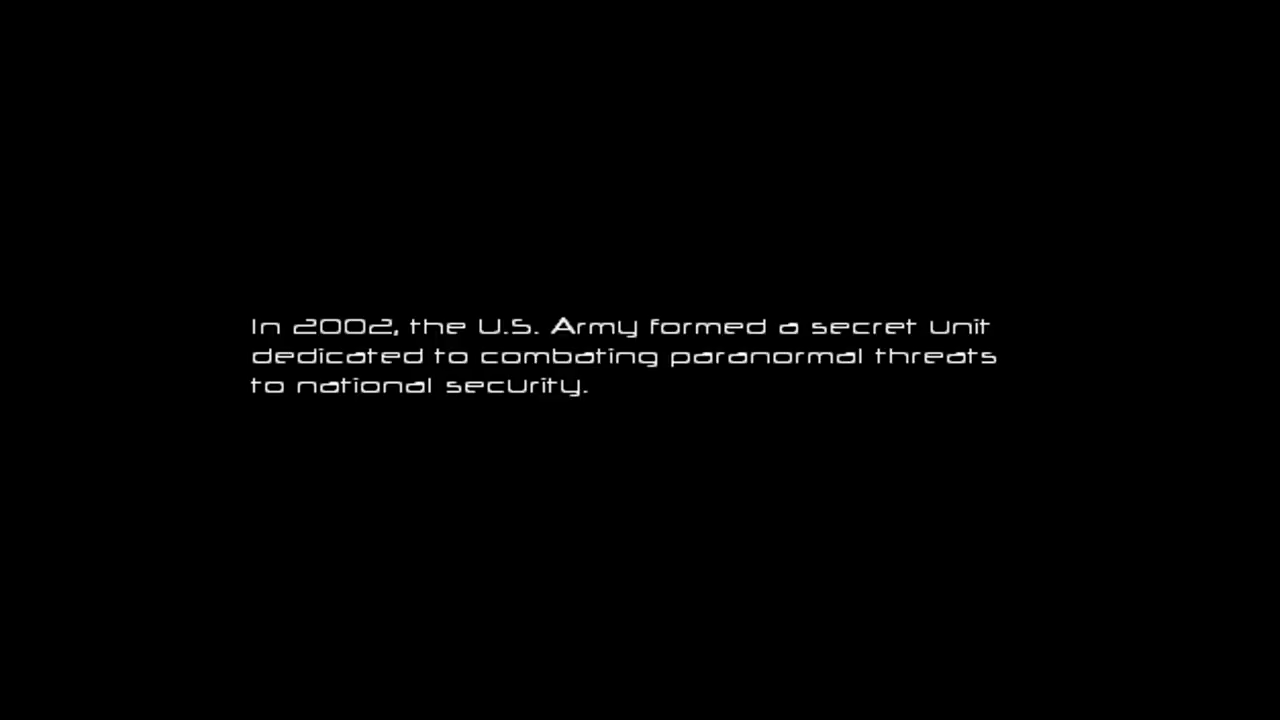 In 2002, the U.S. Army formed a secret unit
dedicated to combating paranormal threats
to national security.